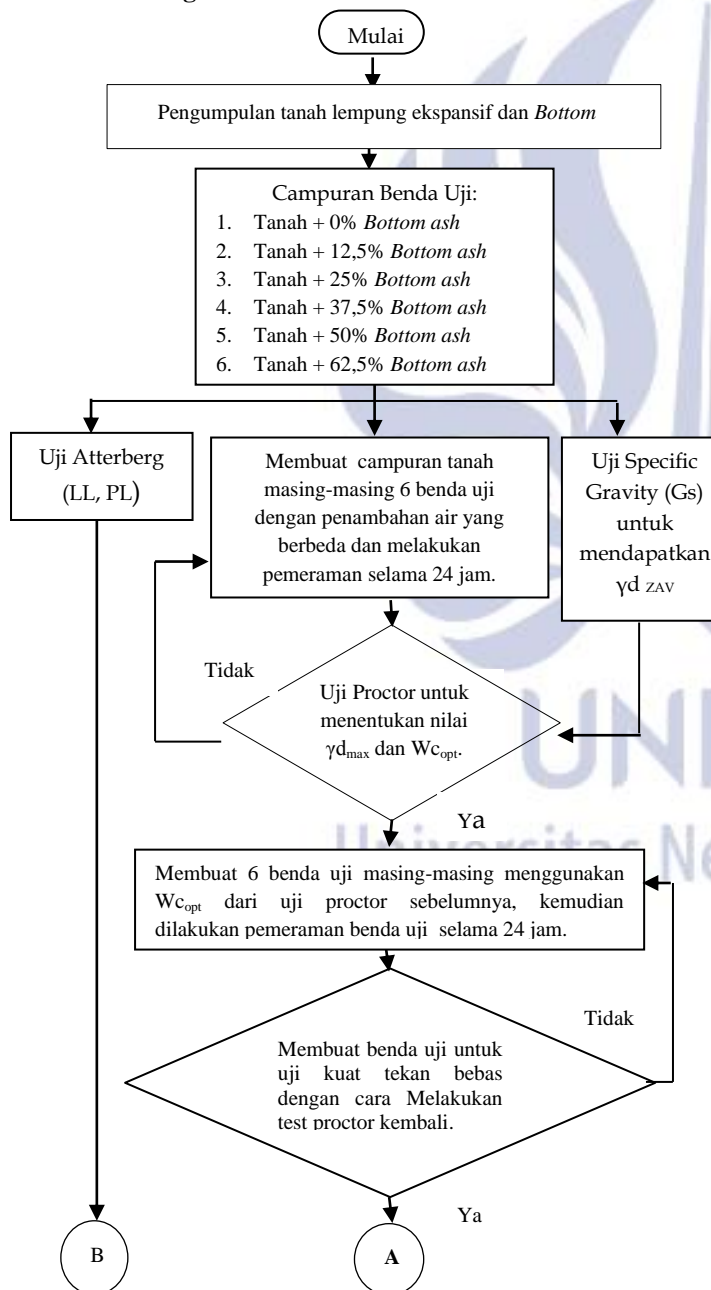 Mulai
Pengumpulan tanah lempung ekspansif dan Bottom
Campuran Benda Uji:
1. Tanah + 0% Bottom ash
2. Tanah + 12,5% Bottom ash
3. Tanah + 25% Bottom ash
4. Tanah + 37,5% Bottom ash
5. Tanah + 50% Bottom ash
6. Tanah + 62,5% Bottom ash
Uji Atterberg
(LL, PL)
Membuat campuran tanah
masing-masing 6 benda uji
dengan penambahan air yang
berbeda dan melakukan
pemeraman selama 24 jam.
Uji Specific
Gravity (Gs)
untuk
mendapatkan
γd ZAV
Tidak
Uji Proctor untuk
menentukan nilai
γdmax dan Wcopt.
Ya
Membuat 6 benda uji masing-masing menggunakan
Wcopt dari uji proctor sebelumnya, kemudian
dilakukan pemeraman benda uji selama 24 jam.
Tidak
Membuat benda uji untuk
uji kuat tekan bebas
dengan cara Melakukan
test proctor kembali.
Ya
B
A